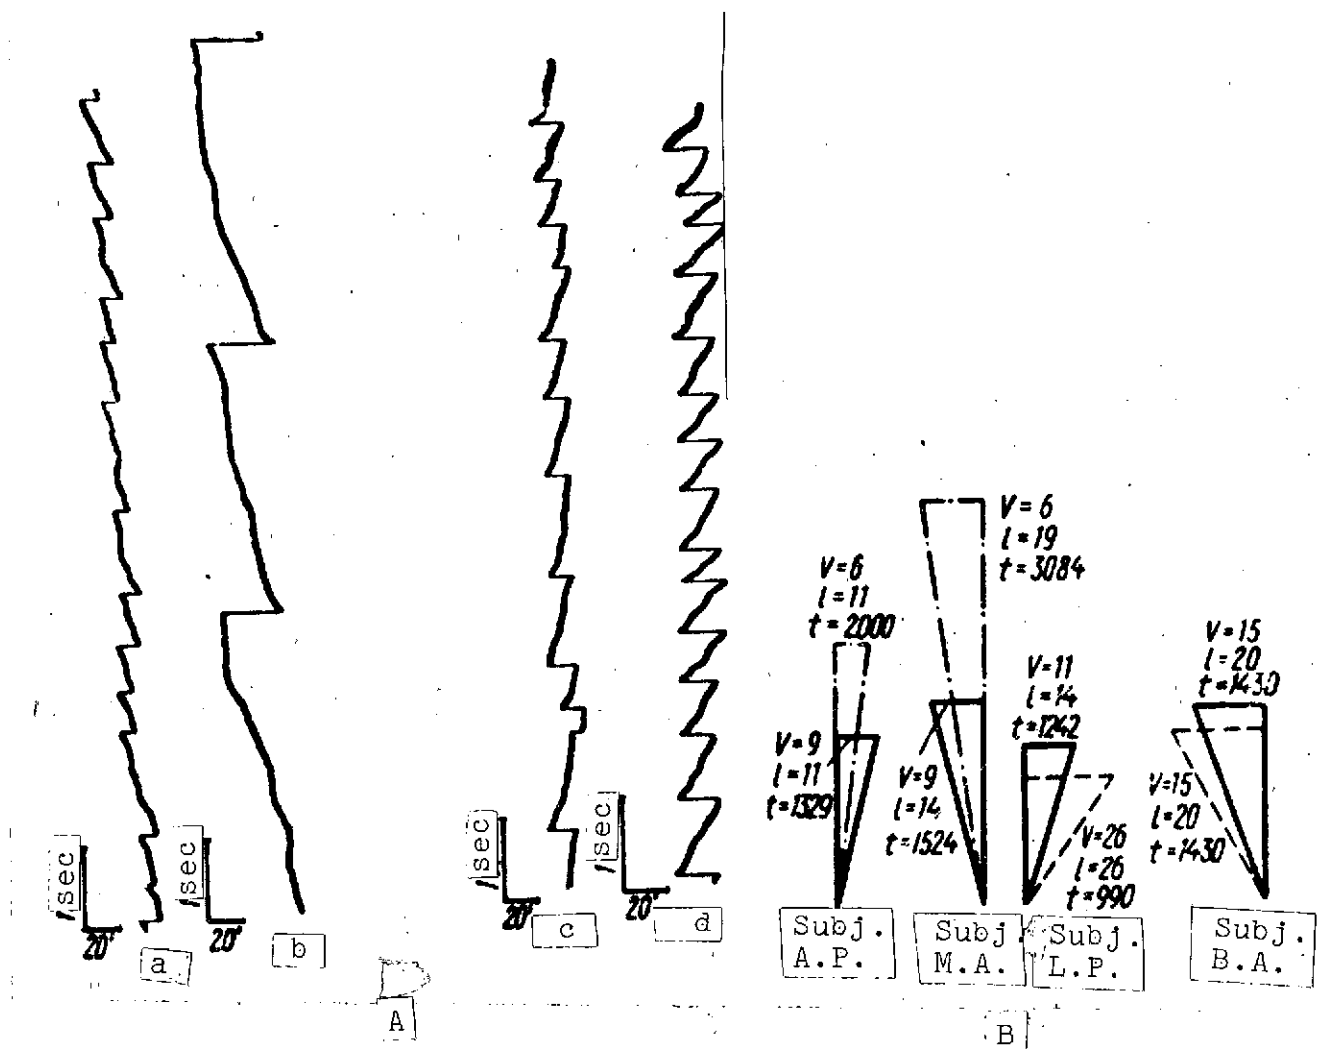 1sec
20'
a
1sec
20'
b
1sec
20'
c
1sec
20'
d
A
V=6
l=11
t=2000
V=9
l=11
t=1329
Subj.
A.P.
V=6
l=19
t=3084
V=9
l=14
t=1524
Subj.
M.A.
V=11
l=14
t=1242
V=26
l=26
t=990
Subj.
L.P.
V=15
l=20
t=1430
V=15
l=20
t=1430
Subj.
B.A.
B